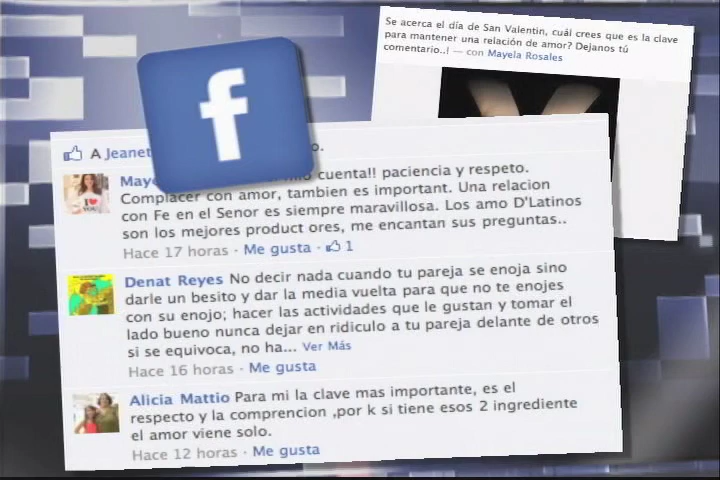 Se acerca el día de San Valentin, cuál crees que es la clave
para mantener una relación de amor? Dejanos tú
comentario..! — con Mayela Rosales
f
A Jeanet
cuenta!! paciencia y respeto.
Complacer con amor, tambien es important. Una relacion
con Fe en el Senor es siempre maravillosa. Los amo D'Latinos
son los mejores product ores, me encantan sus preguntas..
Hace 17 horas · Me gusta · 1
I ♥ YOU
Denat Reyes No decir nada cuando tu pareja se enoja sino
darle un besito y dar la media vuelta para que no te enojes
con su enojo; hacer las actividades que le gustan y tomar el
lado bueno nunca dejar en ridiculo a tu pareja delante de otros
si se equivoca, no ha... Ver Más
Hace 16 horas · Me gusta
Alicia Mattio Para mi la clave mas importante, es el
respecto y la comprencion ,por k si tiene esos 2 ingrediente
el amor viene solo.
Hace 12 horas · Me gusta